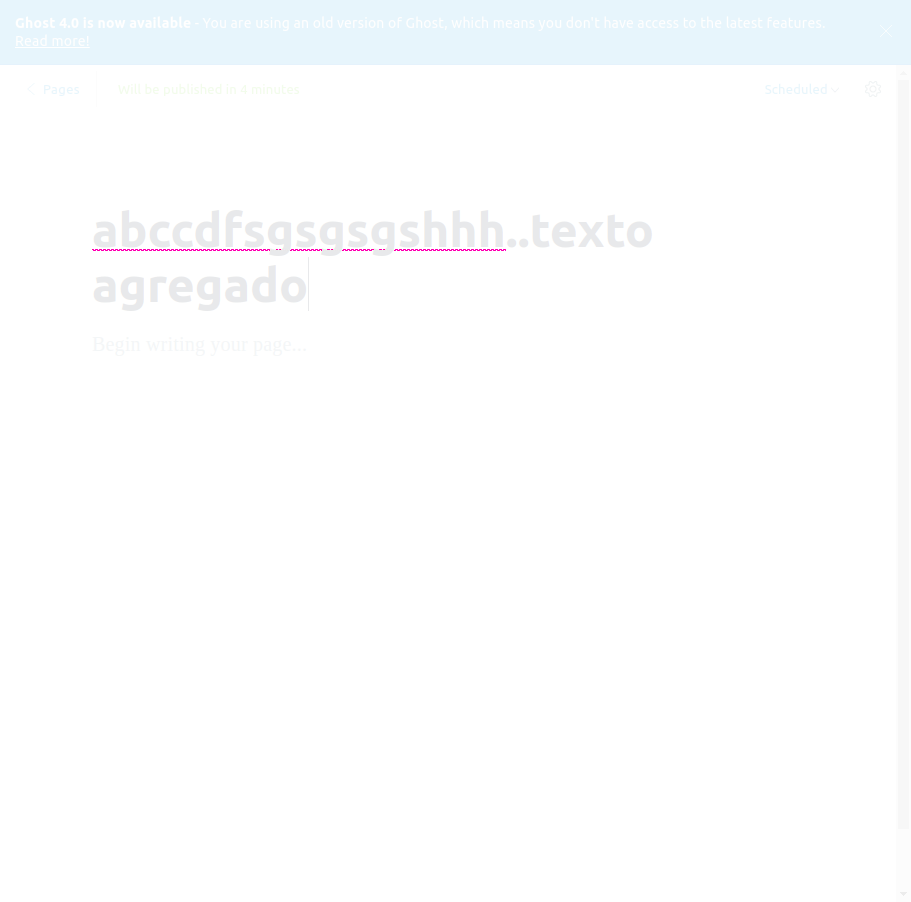 Ghost 4.0 is now available - You are using an old version of Ghost, which means you don't have access to the latest features.
Read more!
Pages
Will be published in 4 minutes
Scheduled
abccdfsgsgsgshhh..texto
agregado
Begin writing your page...